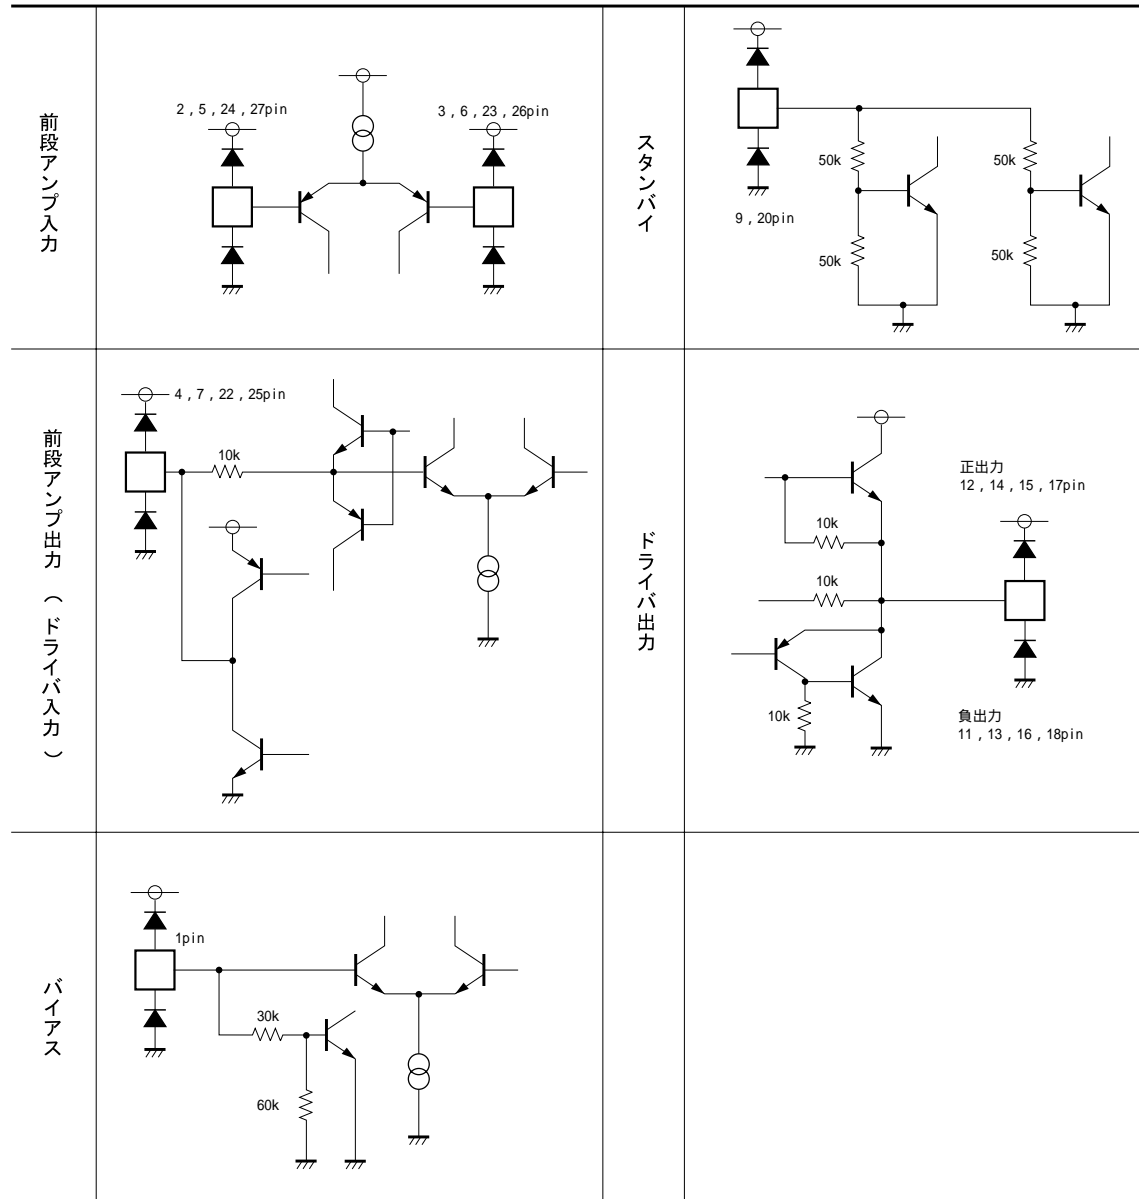 前段アンプ入力
2 , 5 , 24 , 27pin
3 , 6 , 23 , 26pin
スタンバイ
50k
50k
9 , 20pin
50k
50k
前段アンプ出力 (ドライバ入力)
4 , 7 , 22 , 25pin
10k
ドライバ出力
正出力
12 , 14 , 15 , 17pin
10k
10k
10k
負出力
11 , 13 , 16 , 18pin
バイアス
1pin
30k
60k